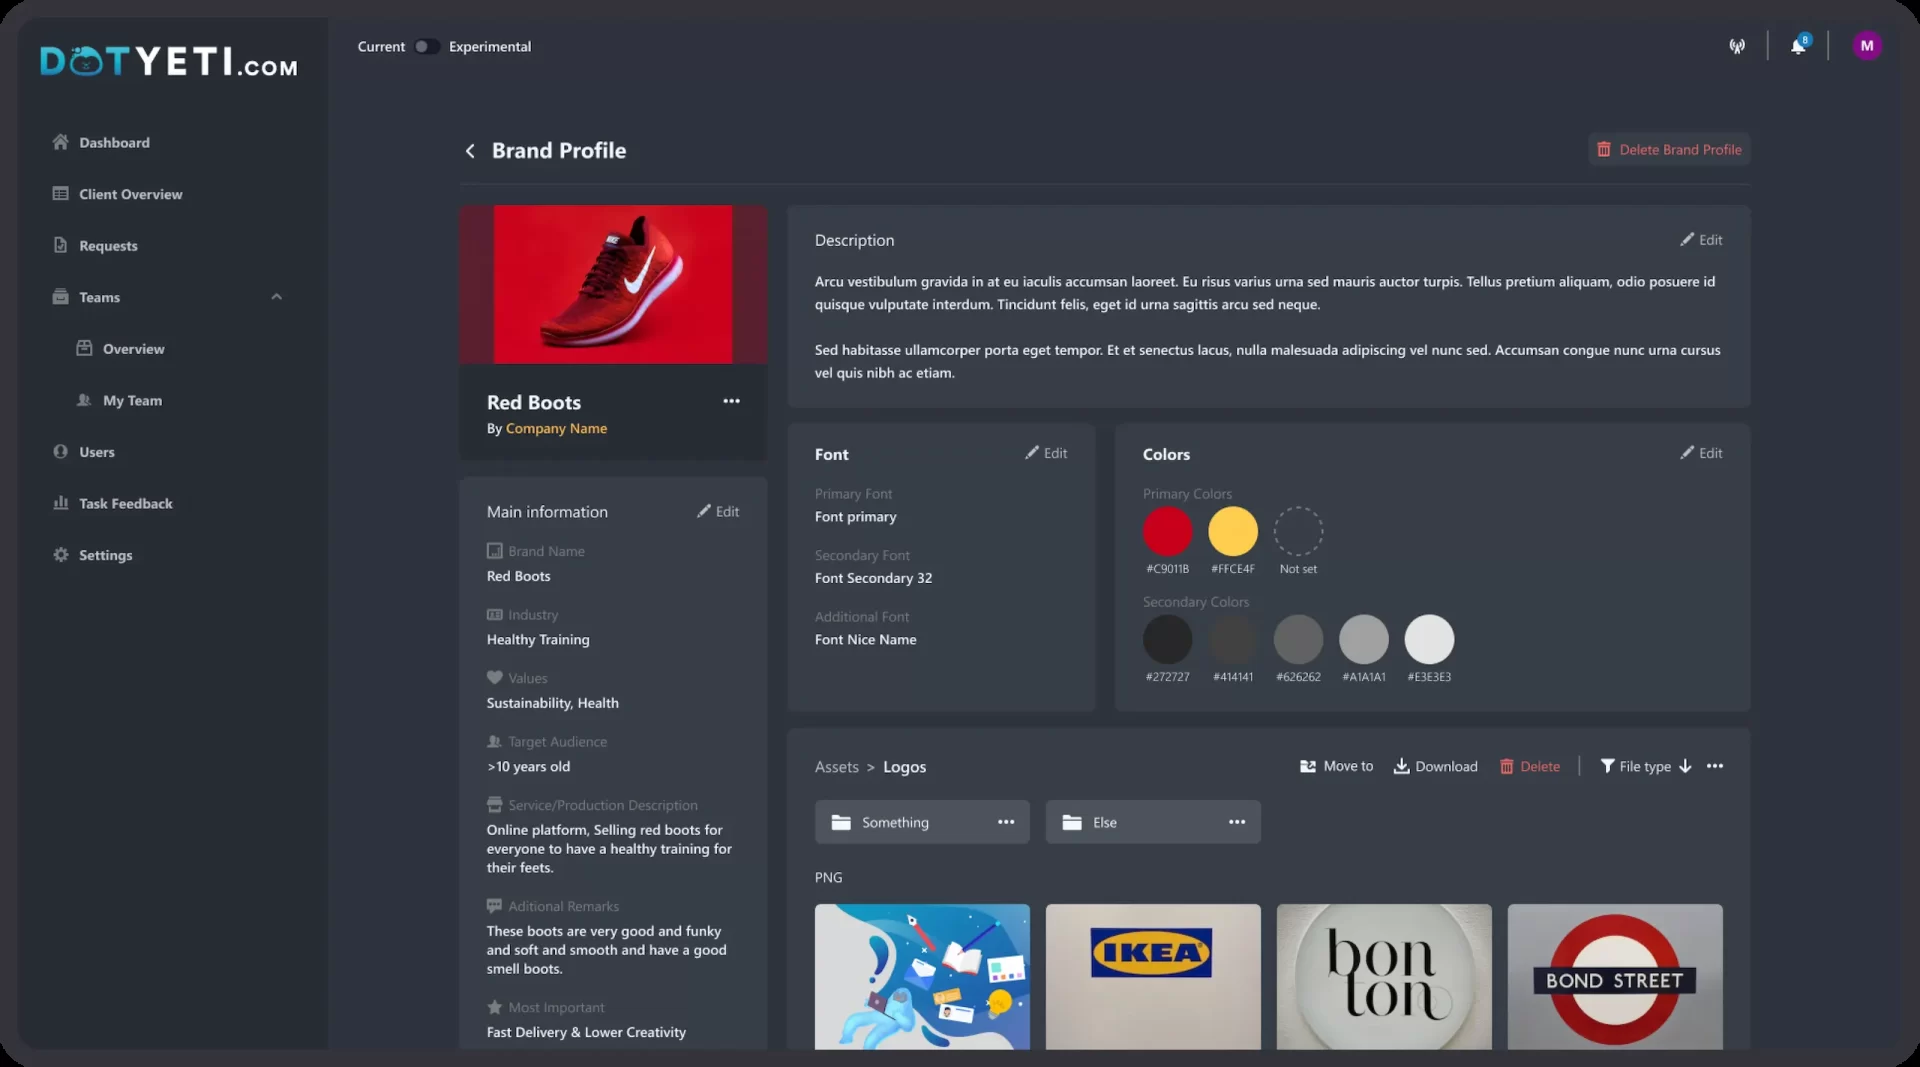 DOTYETI.COM
Current Experimental
8
M
Dashboard
Client Overview
Requests
Teams
Overview
My Team
Users
Task Feedback
Settings
Brand Profile
Delete Brand Profile
Red Boots
By Company Name
Main information
Edit
Brand Name
Red Boots
Industry
Healthy Training
Values
Sustainability, Health
Target Audience
>10 years old
Service/Production Description
Online platform, Selling red boots for
everyone to have a healthy training for
their feets.
Aditional Remarks
These boots are very good and funky
and soft and smooth and have a good
smell boots.
Most Important
Fast Delivery & Lower Creativity
Description
Edit
Arcu vestibulum gravida in at eu iaculis accumsan laoreet. Eu risus varius urna sed mauris auctor turpis. Tellus pretium aliquam, odio posuere id
quisque vulputate interdum. Tincidunt felis, eget id urna sagittis arcu sed neque.
Sed habitasse ullamcorper porta eget tempor. Et et senectus lacus, nulla malesuada adipiscing vel nunc sed. Accumsan congue nunc urna cursus
vel quis nibh ac etiam.
Font
Edit
Primary Font
Font primary
Secondary Font
Font Secondary 32
Additional Font
Font Nice Name
Colors
Edit
Primary Colors
#C9011B #FFCE4F Not set
Secondary Colors
#272727 #414141 #626262 #A1A1A1 #E3E3E3
Assets > Logos
Move to Download Delete File type
Something
Else
PNG
IKEA
bon
ton
BOND STREET